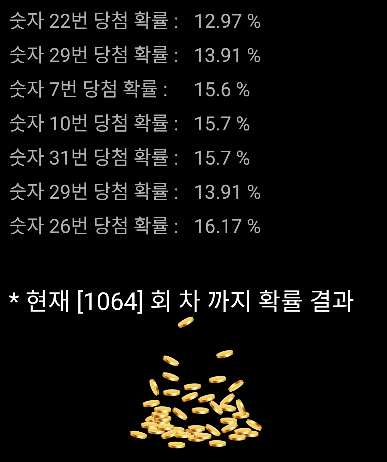 숫자 22번 당첨 확률 : 12.97 %
숫자 29번 당첨 확률 : 13.91 %
숫자 7번 당첨 확률 : 15.6 %
숫자 10번 당첨 확률 : 15.7 %
숫자 31번 당첨 확률 : 15.7 %
숫자 29번 당첨 확률 : 13.91 %
숫자 26번 당첨 확률 : 16.17 %
* 현재 [1064] 회 차 까지 확률 결과